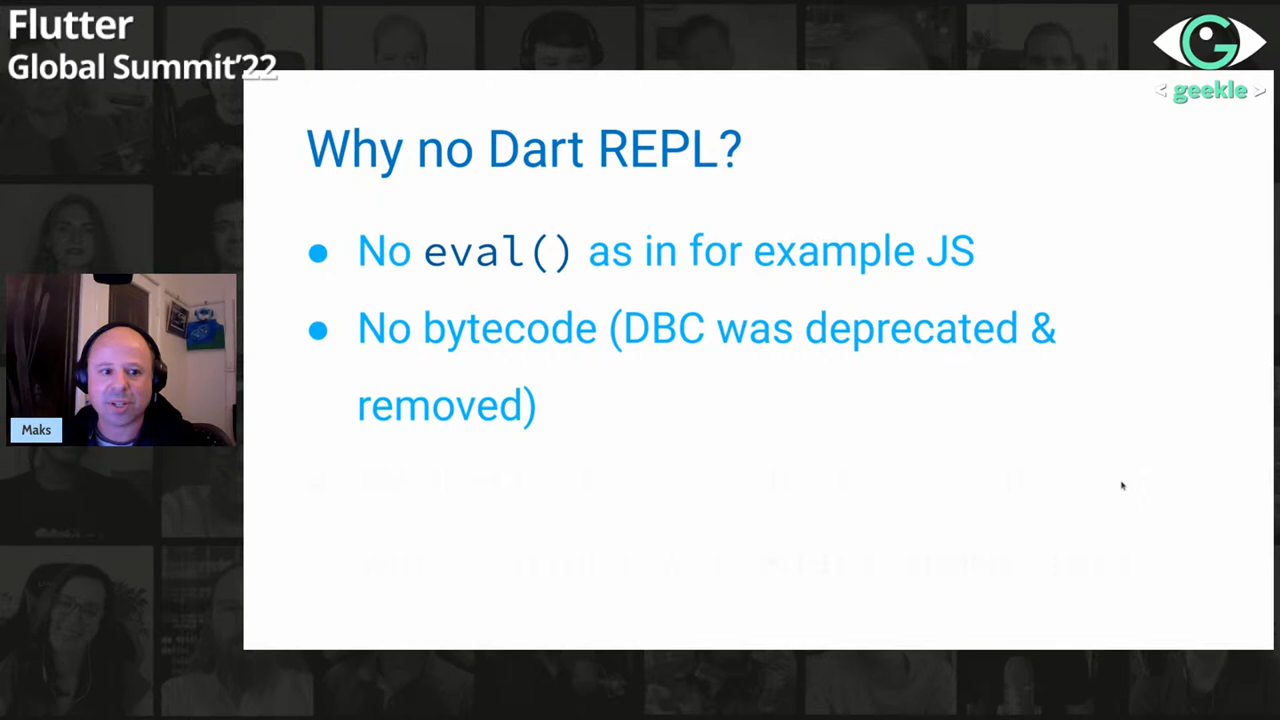 Flutter
Global Summit'22
G
< geekle >
Why no Dart REPL?
● No eval() as in for example JS
● No bytecode (DBC was deprecated &
removed)
Maks